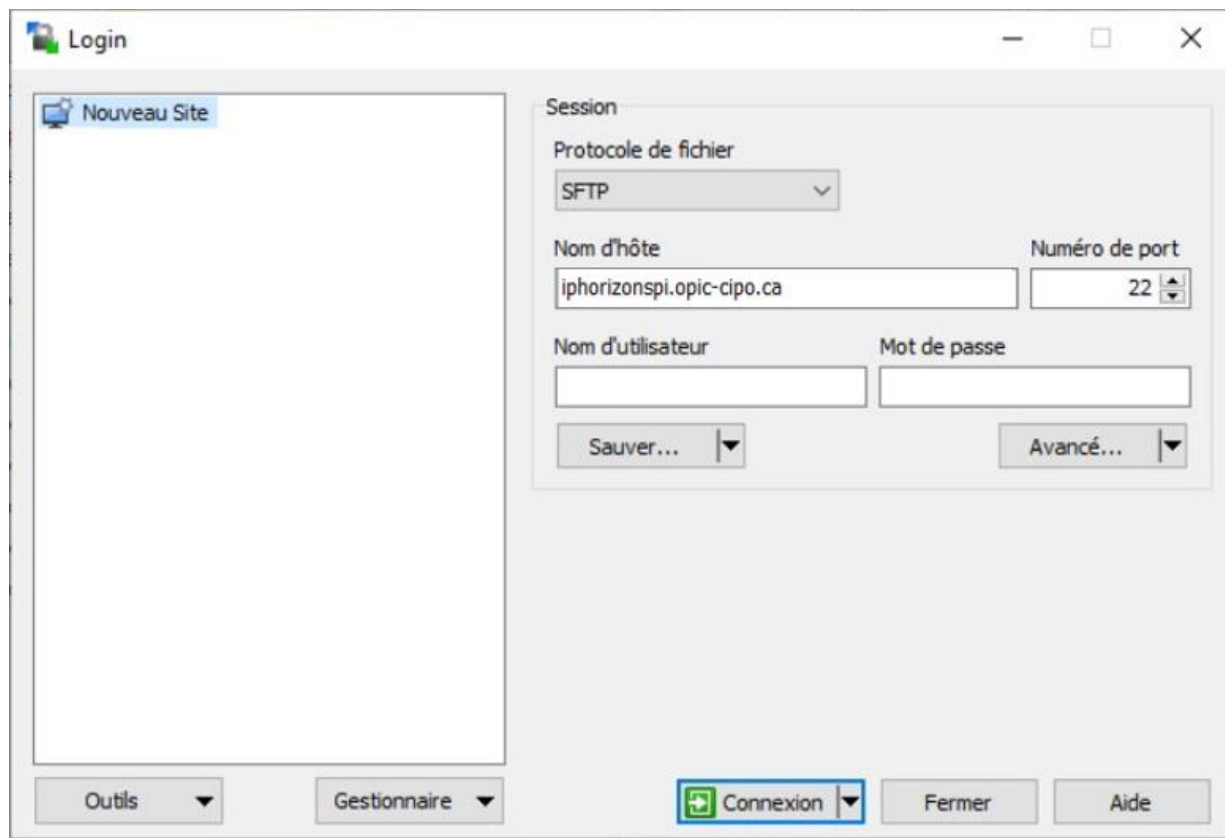 Login
Nouveau Site
Session
Protocole de fichier
SFTP
Nom d'hôte
Numéro de port
iphorizonspi.opic-cipo.ca
22
Nom d'utilisateur
Mot de passe
Sauver...
Avancé...
Outils
Gestionnaire
Connexion
Fermer
Aide